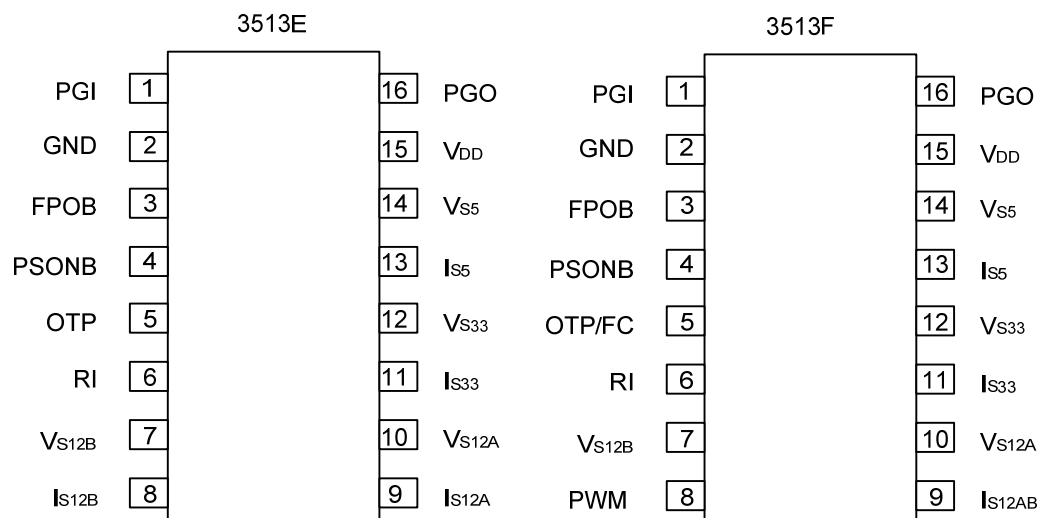 3513E
PGI 1 16 PGO
GND 2 15 VDD
FPOB 3 14 VS5
PSONB 4 13 IS5
OTP 5 12 VS33
RI 6 11 IS33
VS12B 7 10 VS12A
IS12B 8 9 IS12A
3513F
PGI 1 16 PGO
GND 2 15 VDD
FPOB 3 14 VS5
PSONB 4 13 IS5
OTP/FC 5 12 VS33
RI 6 11 IS33
VS12B 7 10 VS12A
PWM 8 9 IS12AB